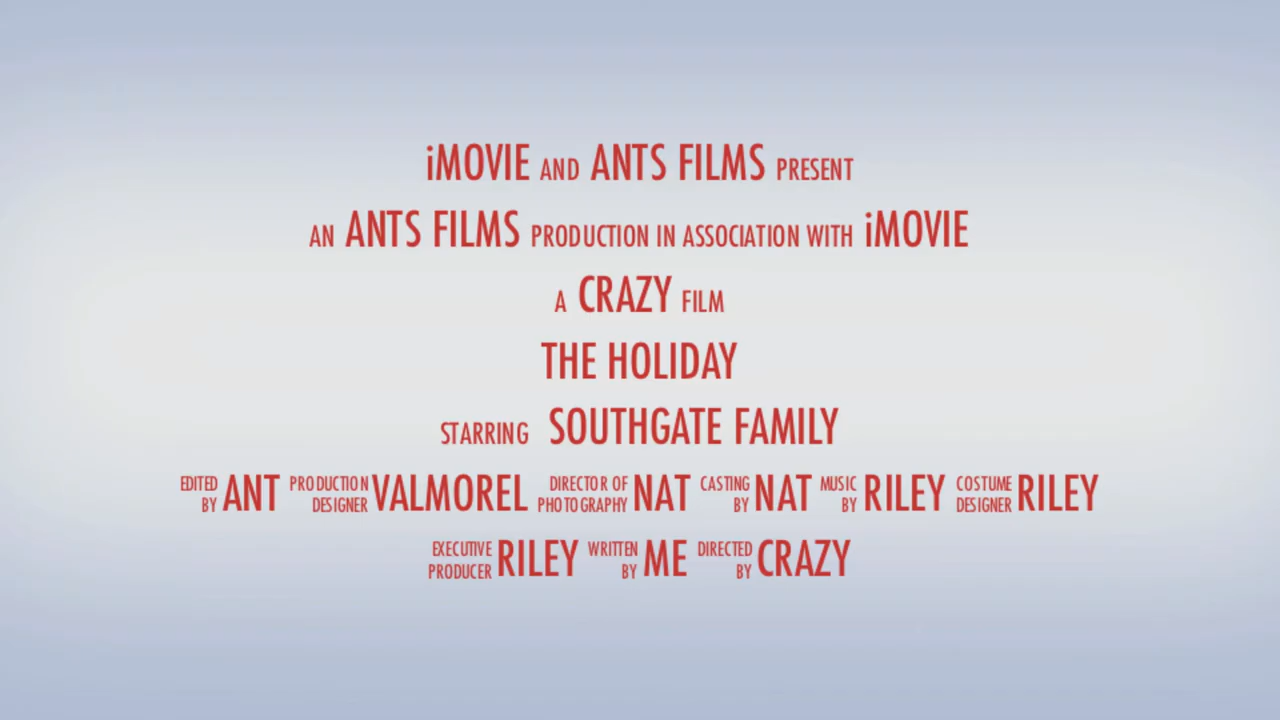 iMOVIE AND ANTS FILMS PRESENT
AN ANTS FILMS PRODUCTION IN ASSOCIATION WITH iMOVIE
A CRAZY FILM
THE HOLIDAY
STARRING SOUTHGATE FAMILY
EDITED BY ANT PRODUCTION DESIGNER VALMOREL DIRECTOR OF PHOTOGRAPHY NAT CASTING BY NAT MUSIC BY RILEY COSTUME DESIGNER RILEY
EXECUTIVE PRODUCER RILEY WRITTEN BY ME DIRECTED BY CRAZY